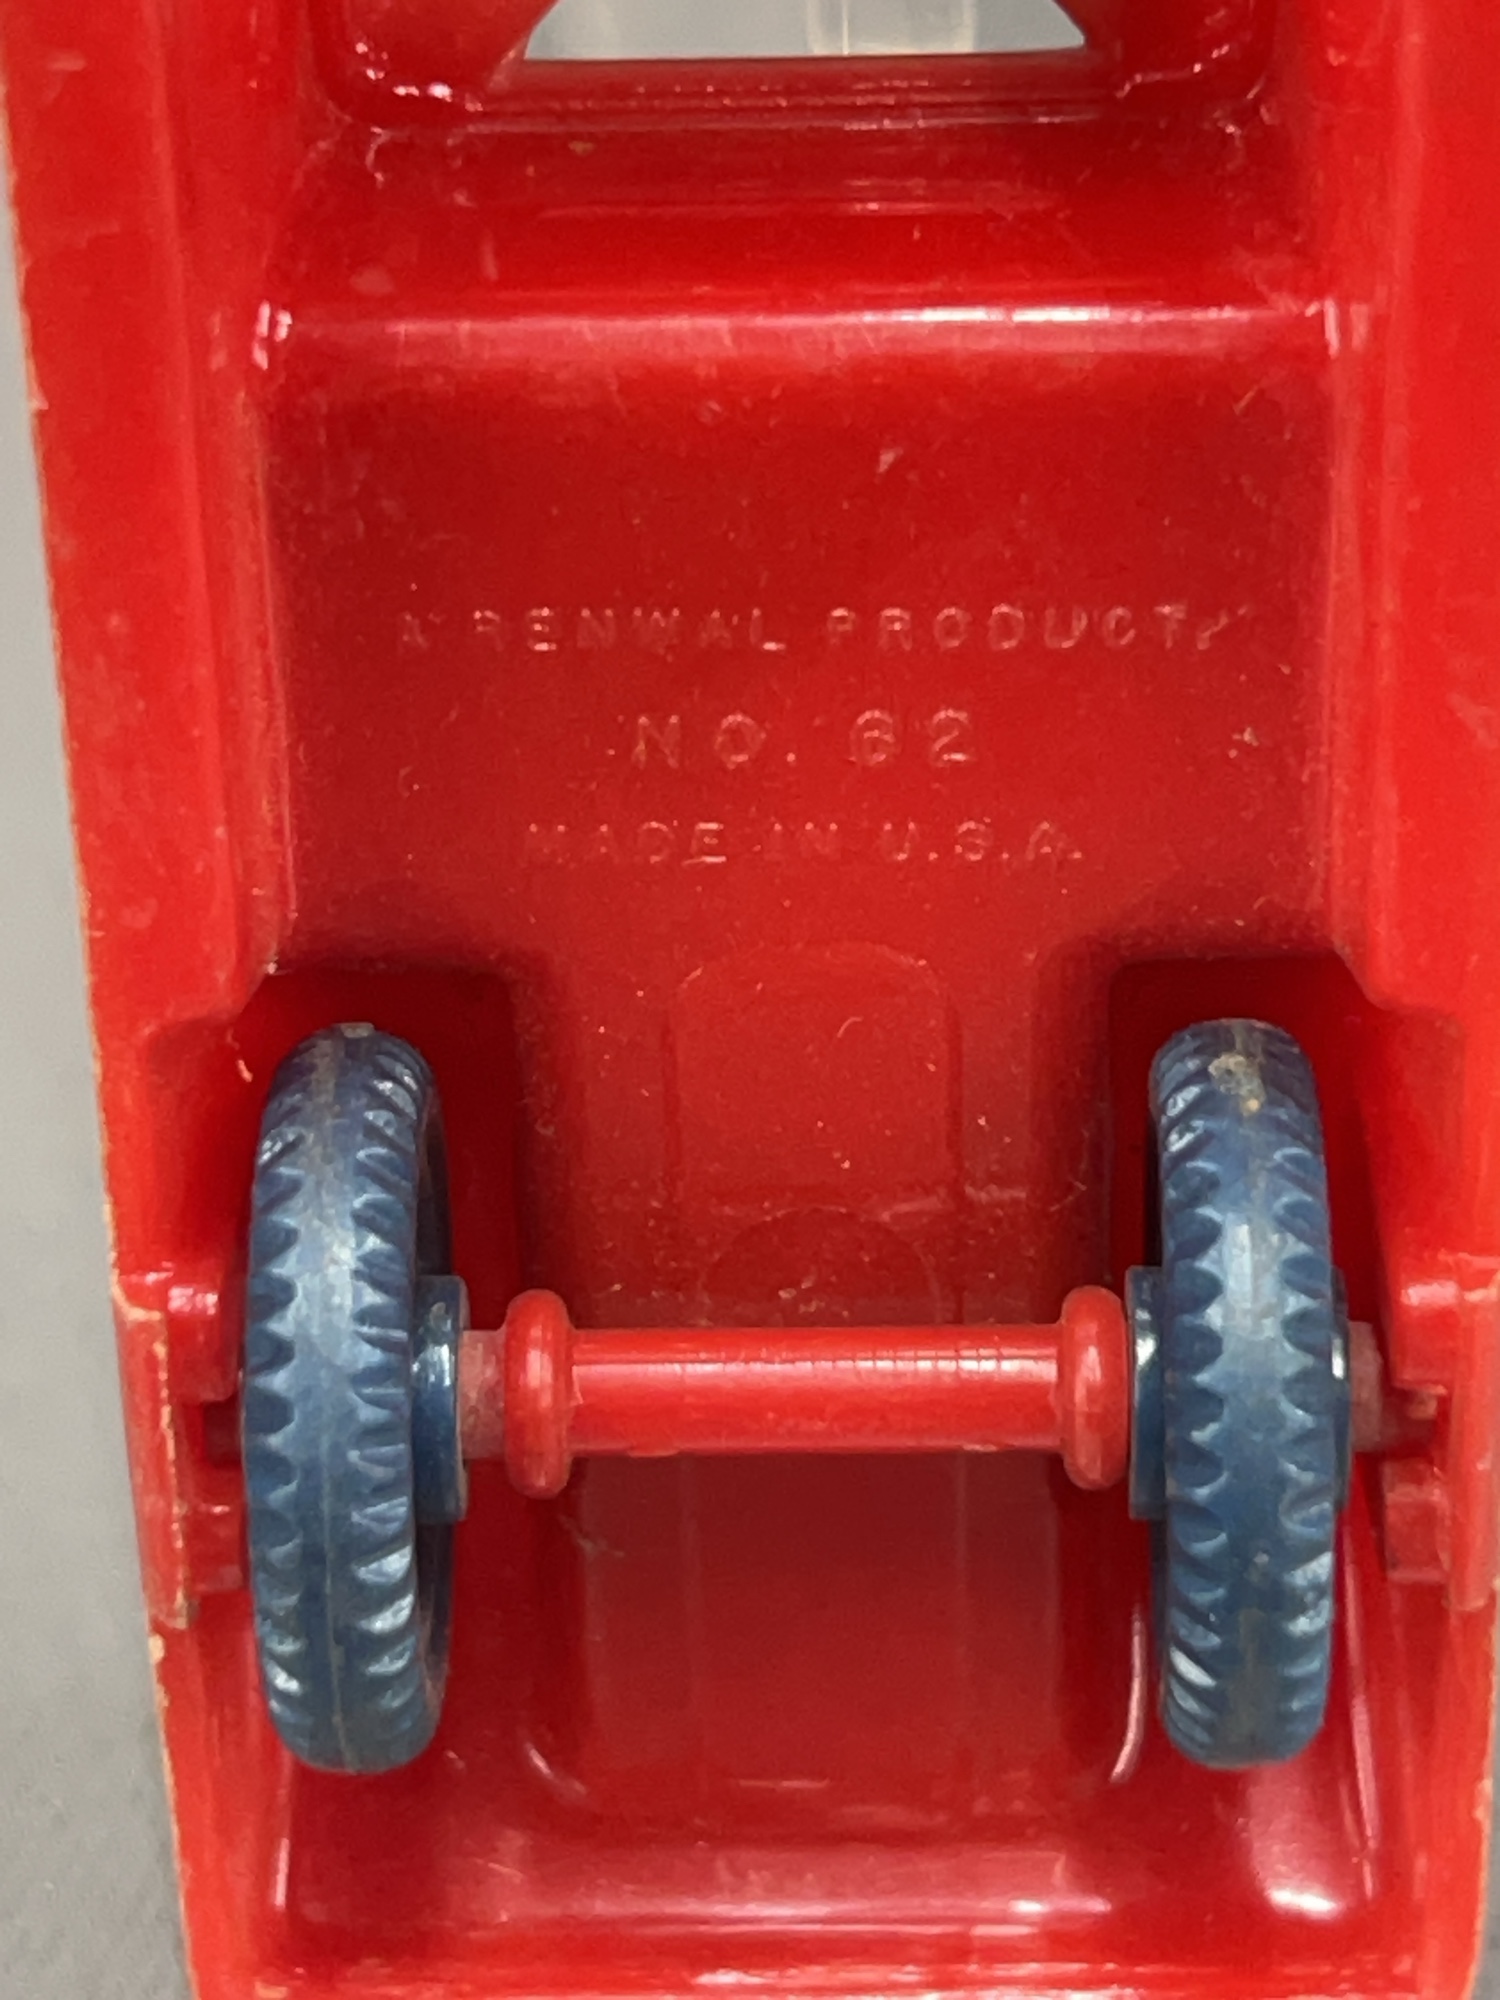 A RENWAL PRODUCT
NO. 62
MADE IN U.S.A.